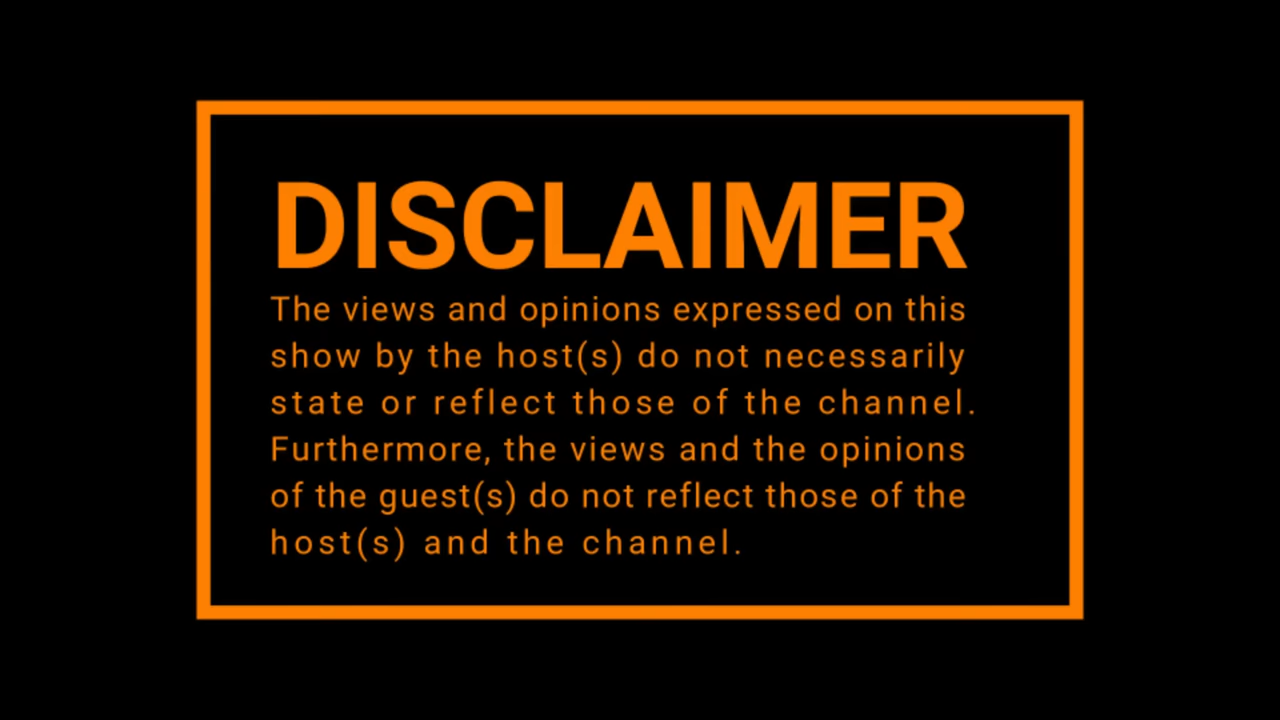 DISCLAIMER
The views and opinions expressed on this
show by the host(s) do not necessarily
state or reflect those of the channel.
Furthermore, the views and the opinions
of the guest(s) do not reflect those of the
host(s) and the channel.